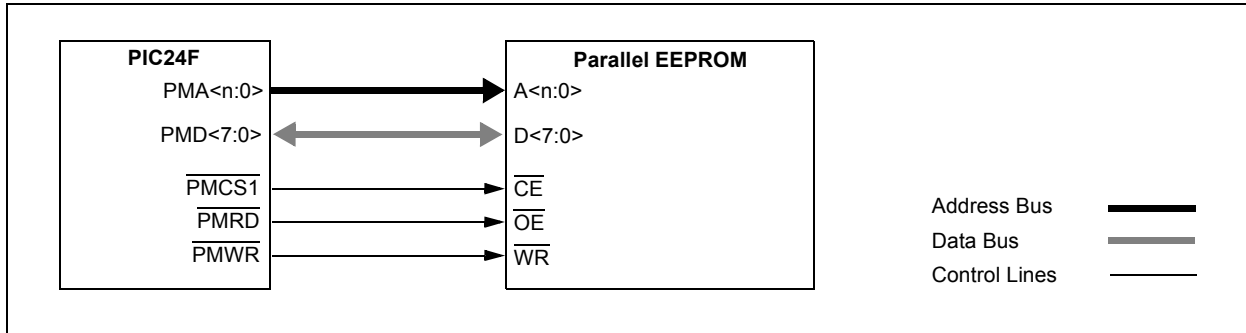 PIC24F
PMA<n:0>
PMD<7:0>
PMCS1
PMRD
PMWR
Parallel EEPROM
A<n:0>
D<7:0>
CE
OE
WR
Address Bus
Data Bus
Control Lines